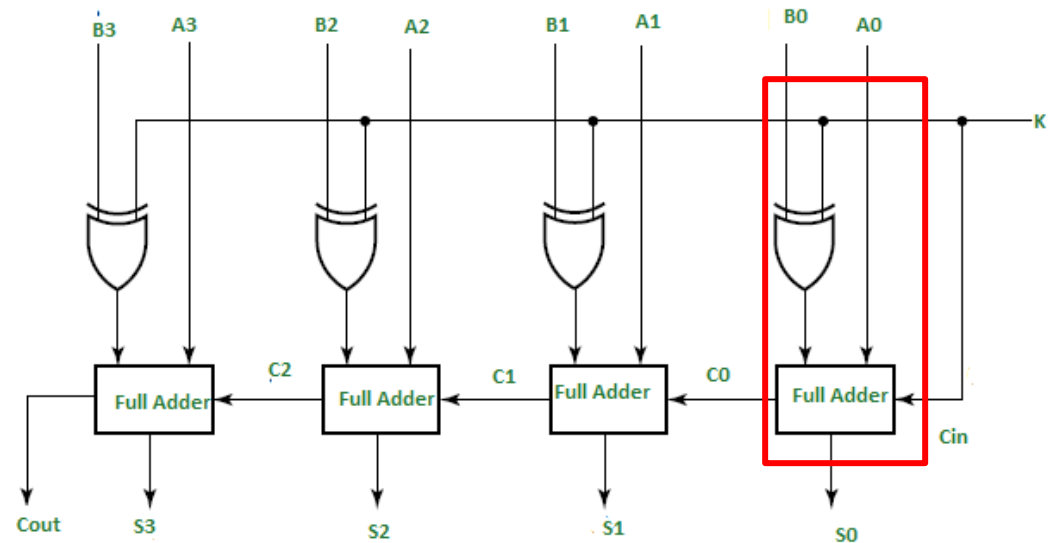 B3 A3 B2 A2 B1 A1 B0 A0
K
C2 C1 C0
Full Adder Full Adder Full Adder Full Adder
Cin
Cout S3 S2 S1 S0